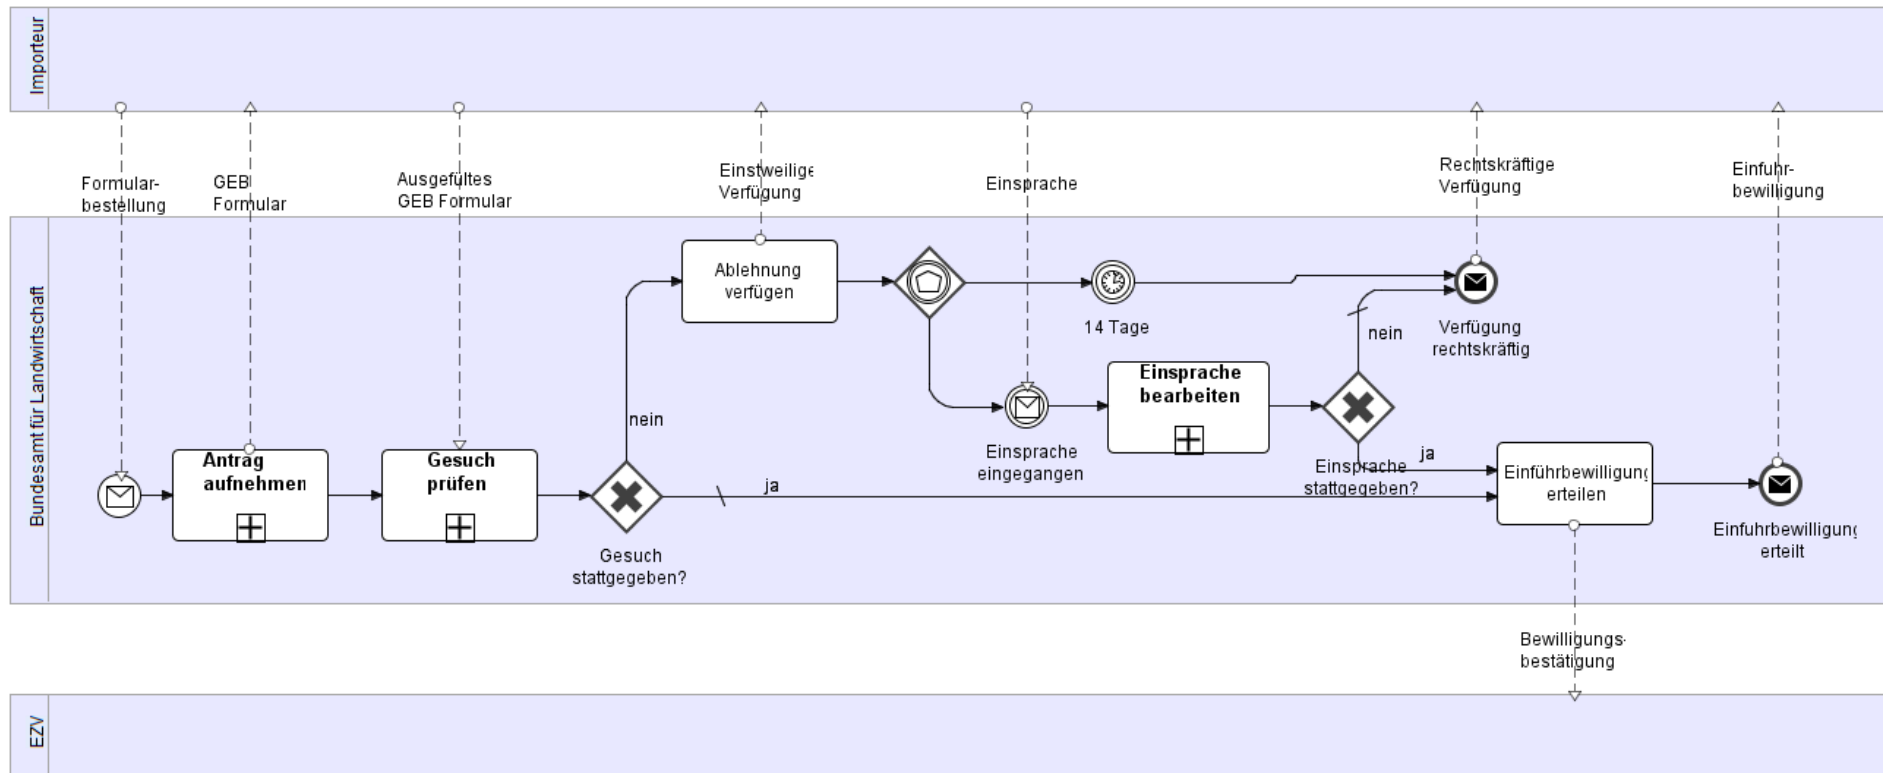 Importeur
Formular-
bestellung
GEB
Formular
Ausgefültes
GEB Formular
Einstweilige
Verfügung
Einsprache
Rechtskräftige
Verfügung
Einfuhr-
bewilligung
Bundesamt für Landwirtschaft
Antrag
aufnehmen
Gesuch
prüfen
Gesuch
stattgegeben?
nein
ja
Ablehnung
verfügen
14 Tage
Einsprache
eingegangen
Einsprache
bearbeiten
nein
Verfügung
rechtskräftig
Einsprache
stattgegeben?
ja
Einführbewilligung
erteilen
Einfuhrbewilligung
erteilt
Bewilligungs-
bestätigung
EZV